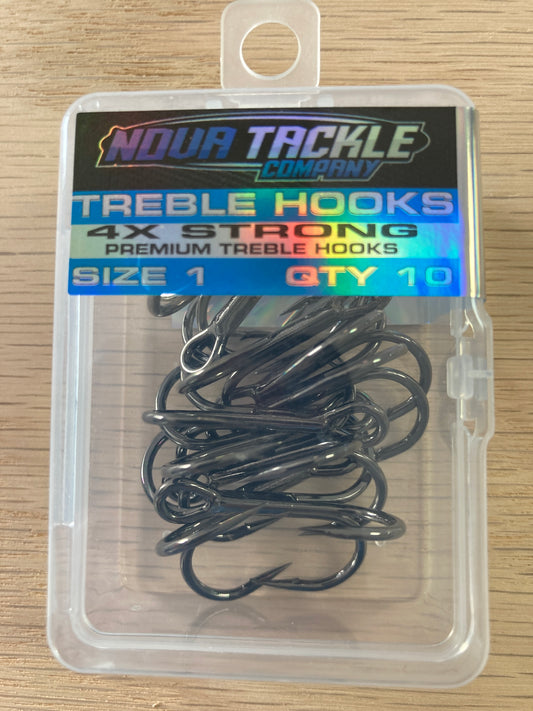 NOVA TACKLE
COMPANY
TREBLE HOOKS
4X STRONG
PREMIUM TREBLE HOOKS
SIZE 1 QTY 10